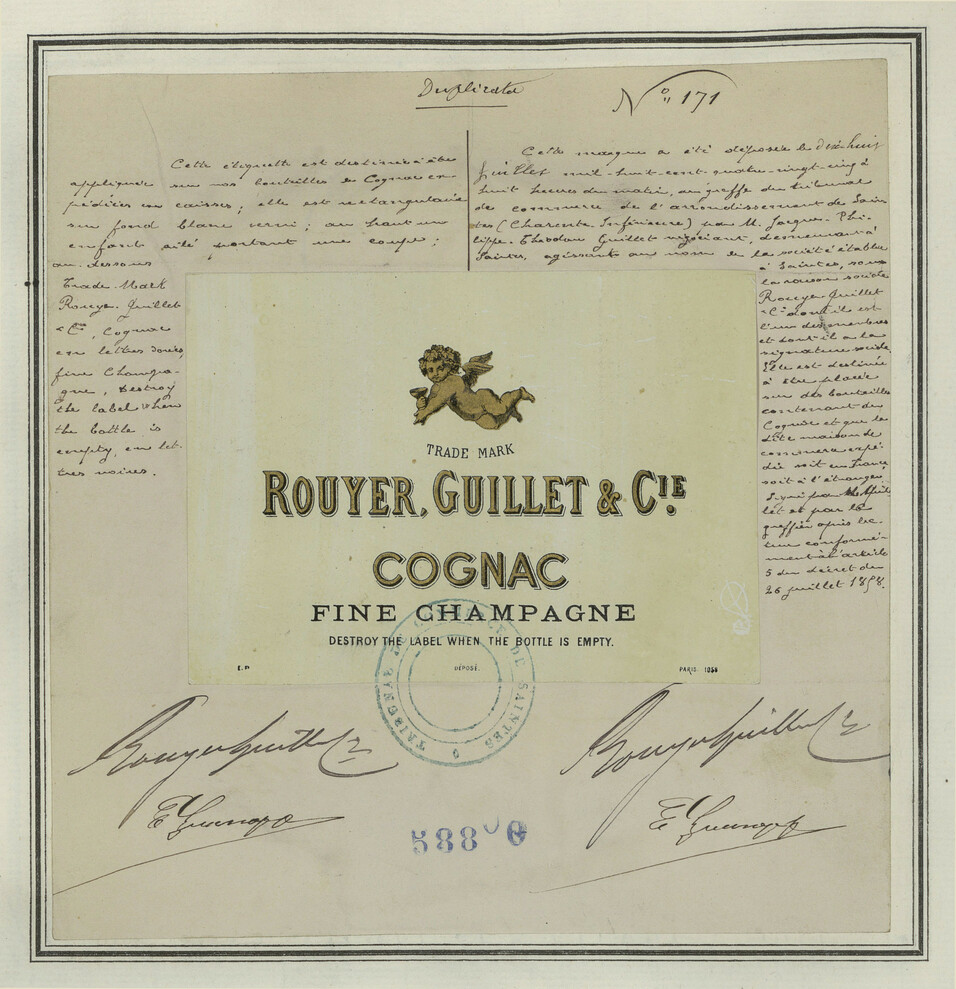 Duplicata
N° 171
Cette étiquette est destinée à être
appliquée sur nos bouteilles de Cognac ex-
pédiées en caisses; elle est rectangulaire
sur fond blanc verni; au haut un
enfant ailé portant une coupe;
au-dessous
Trade-Mark
Rouyer Guillet
& Cie, Cognac
en lettres dorées
fine Champa-
gne, Destroy
the label when
the bottle is
empty, en let-
tres noires.
Cette marque a été déposée le dix-huit
juillet mil-huit-cent-quatre-vingt-cinq à
huit heures du matin, au greffe du tribunal
de commerce de l'arrondissement de Sain
tes (Charente Inférieure) par M. Jacques-Phi-
lippe-Théodore Guillet négociant, demeurant à
Saintes, agissant au nom de la société établie
à Saintes, sous
la raison sociale
Rouyer Guillet
& Cie dont il est
l'un des membres
et dont il a la
signature sociale.
Elle est destinée
à être placée
sur des bouteilles
contenant du
Cognac et que la
dite maison de
commerce expé-
die soit en France
soit à l'étranger
let et par le
greffier après lec-
ture conformé-
ment à l'article
5 du décret du
26 juillet 1858.
TRADE MARK
ROUYER, GUILLET & CIE.
COGNAC
FINE CHAMPAGNE
DESTROY THE LABEL WHEN THE BOTTLE IS EMPTY.
DÉPOSÉ.
PARIS
TRIBUNAL DE COMMERCE DE SAINTES
Rouyer Guillet Cie
Rouyer Guillet Cie
588